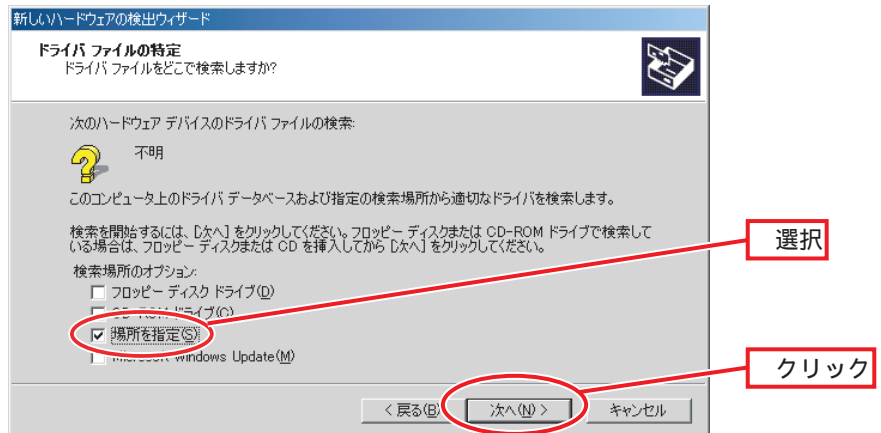 新しいハードウェアの検出ウィザード
ドライバ ファイルの特定
ドライバ ファイルをどこで検索しますか?
次のハードウェア デバイスのドライバ ファイルの検索:
不明
このコンピュータ上のドライバ データベースおよび指定の検索場所から適切なドライバを検索します。
検索を開始するには、[次へ] をクリックしてください。フロッピー ディスクまたは CD-ROM ドライブで検索して
いる場合は、フロッピー ディスクまたは CD を挿入してから [次へ] をクリックしてください。
選択
検索場所のオプション:
フロッピー ディスク ドライブ(D)
CD-ROM ドライブ(C)
場所を指定(S)
Microsoft Windows Update(M)
クリック
< 戻る(B)
次へ(N) >
キャンセル